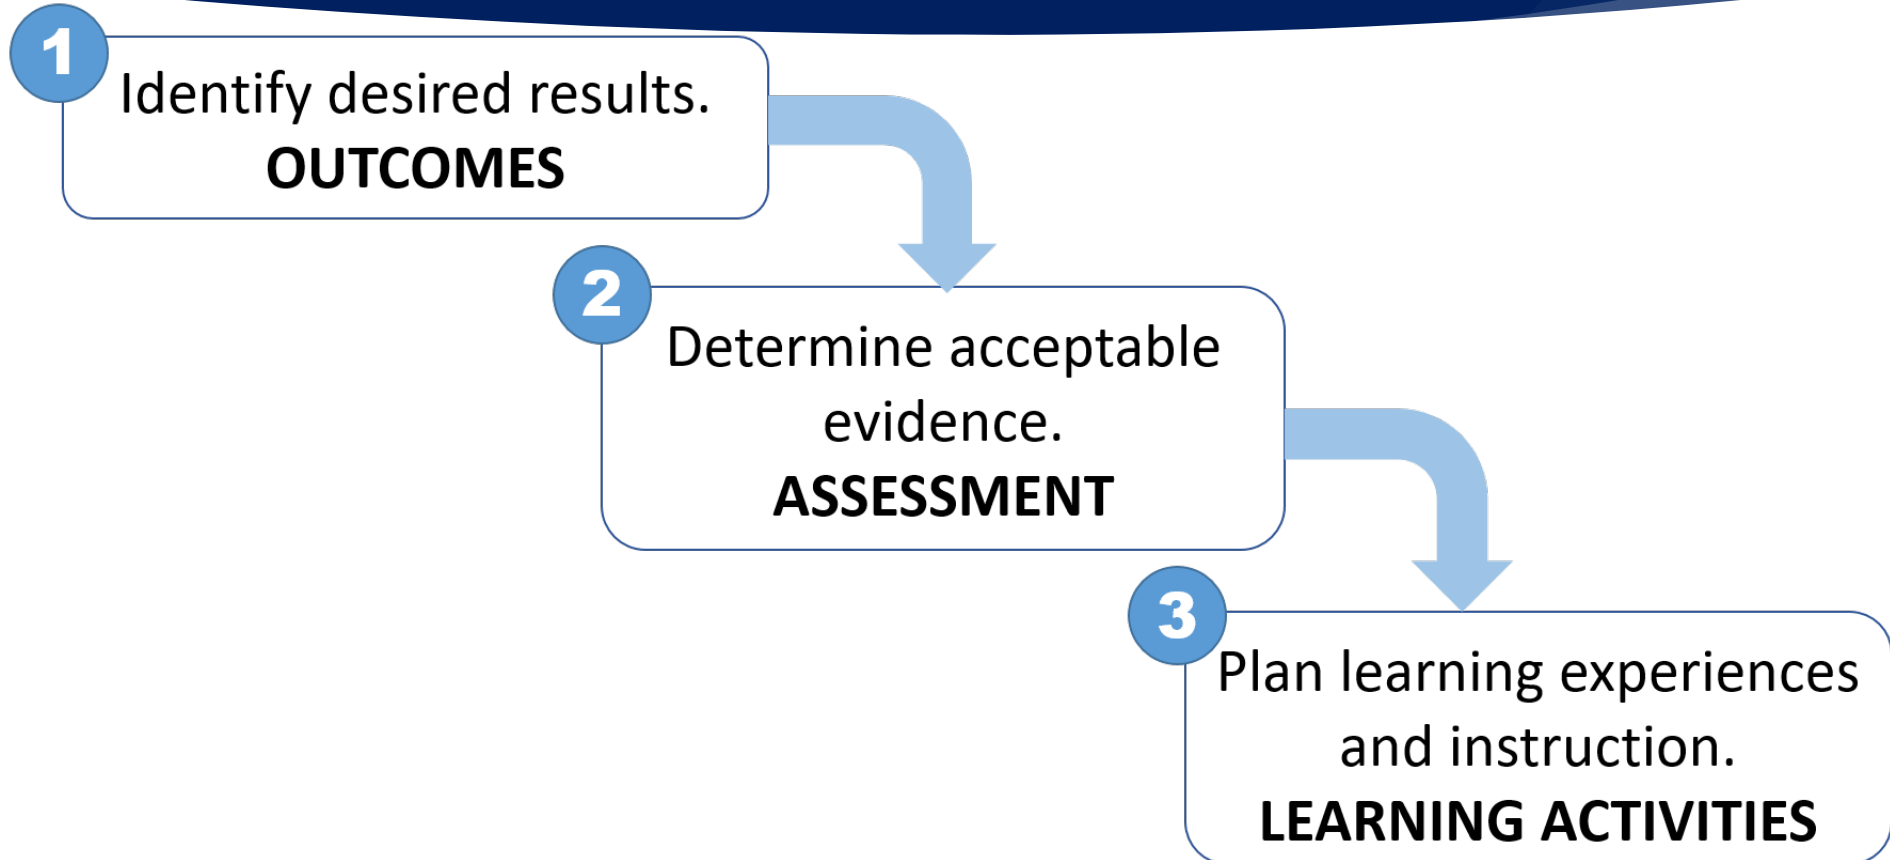 1
Identify desired results.
OUTCOMES
2
Determine acceptable
evidence.
ASSESSMENT
3
Plan learning experiences
and instruction.
LEARNING ACTIVITIES